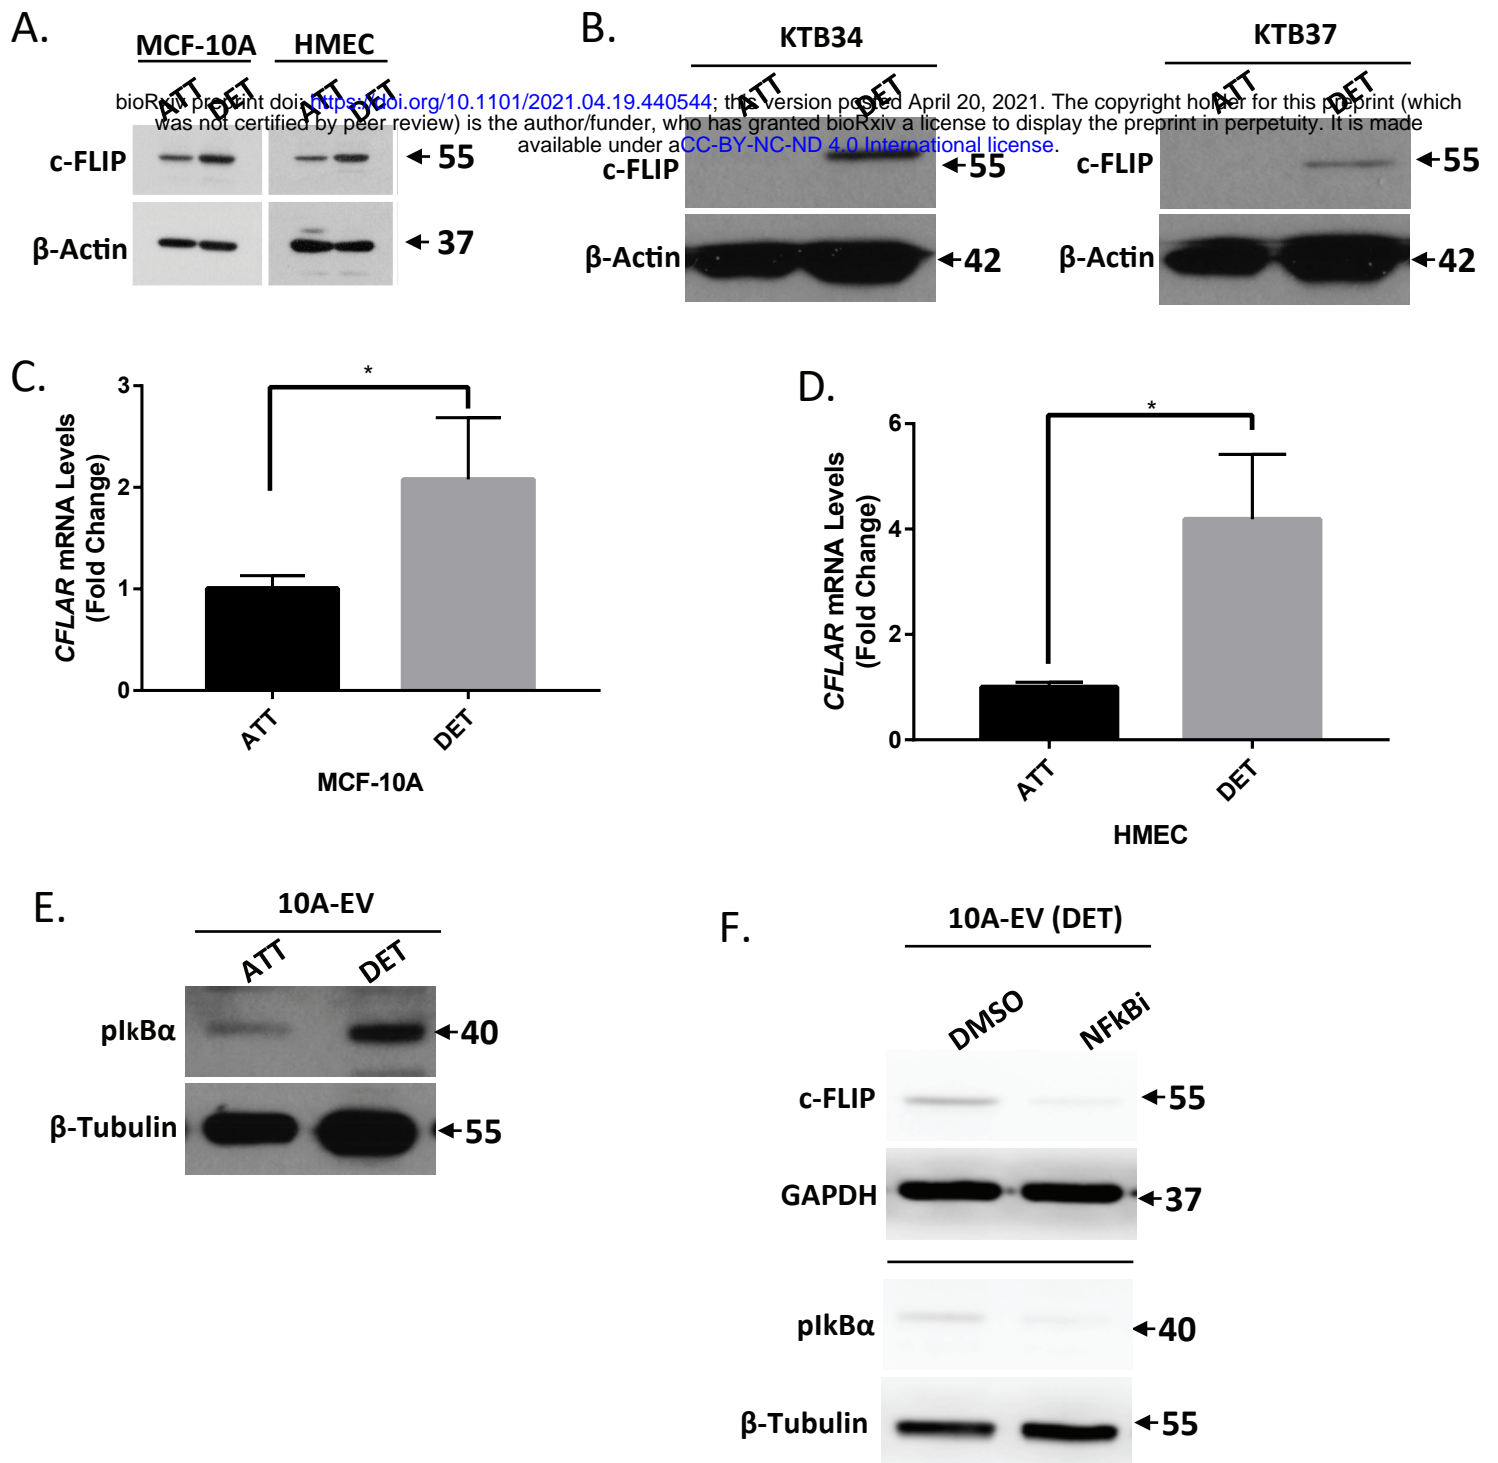 A.
MCF-10A HMEC
ATT DET ATT DET
c-FLIP 55
β-Actin 37
B.
KTB34
ATT DET
c-FLIP 55
β-Actin 42
KTB37
ATT DET
c-FLIP 55
β-Actin 42
bioRxiv preprint doi: https://doi.org/10.1101/2021.04.19.440544; this version posted April 20, 2021. The copyright holder for this preprint (which
was not certified by peer review) is the author/funder, who has granted bioRxiv a license to display the preprint in perpetuity. It is made
available under aCC-BY-NC-ND 4.0 International license.
C.
CFLAR mRNA Levels
(Fold Change)
3
2
1
0
*
ATT DET
MCF-10A
D.
CFLAR mRNA Levels
(Fold Change)
6
4
2
0
*
ATT DET
HMEC
E.
10A-EV
ATT DET
pIkBα 40
β-Tubulin 55
F.
10A-EV (DET)
DMSO NFkBi
c-FLIP 55
GAPDH 37
pIkBα 40
β-Tubulin 55